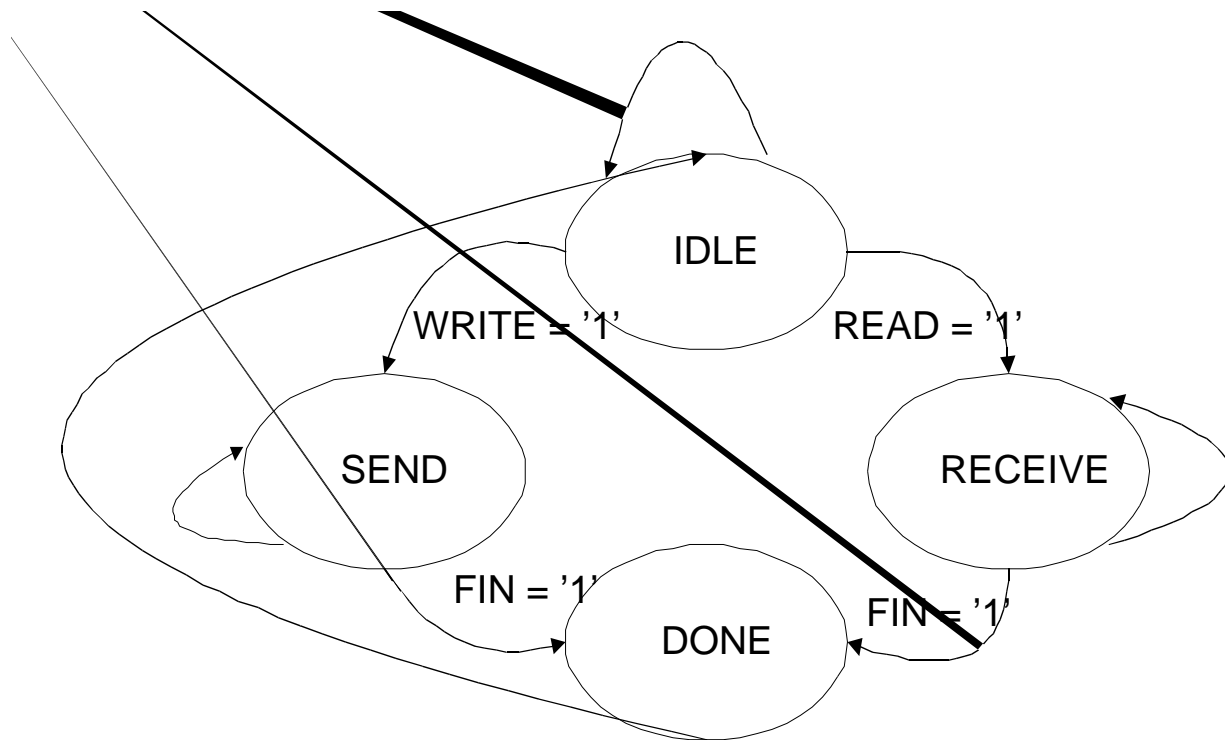 IDLE
WRITE = ’1’
READ = ’1’
SEND
RECEIVE
FIN = ’1’
FIN = ’1’
DONE